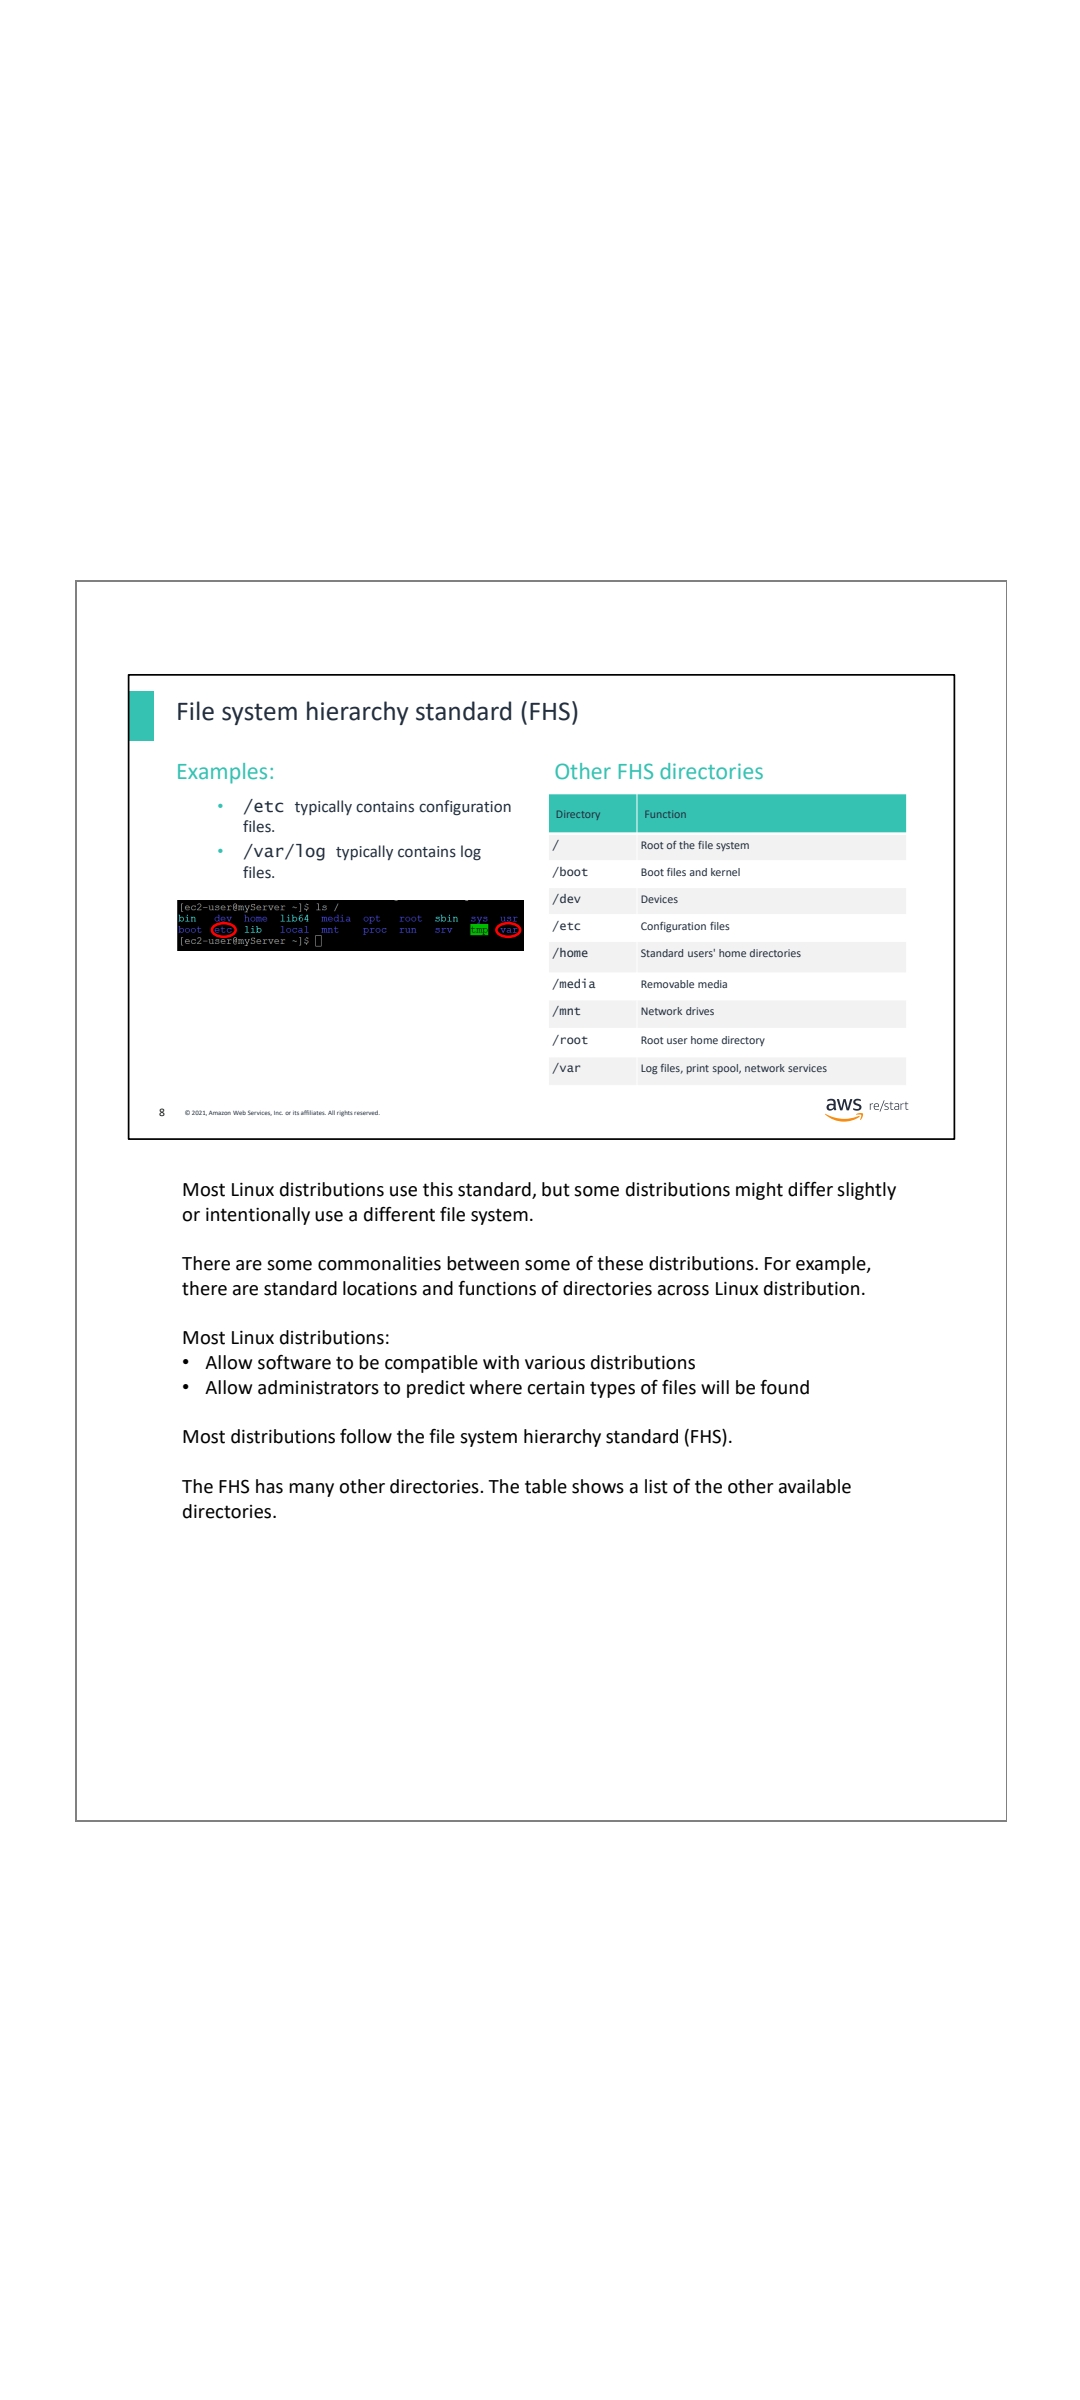 File system hierarchy standard (FHS)
Examples:
• /etc typically contains configuration
files.
• /var/log typically contains log
files.
[ec2-user@myServer ~]$ ls /
bin dev home lib64 media opt root sbin sys usr
boot etc lib local mnt proc run srv tmp var
[ec2-user@myServer ~]$
Other FHS directories
Directory Function
/ Root of the file system
/boot Boot files and kernel
/dev Devices
/etc Configuration files
/home Standard users' home directories
/media Removable media
/mnt Network drives
/root Root user home directory
/var Log files, print spool, network services
8 © 2021, Amazon Web Services, Inc. or its affiliates. All rights reserved.
aws re/start
Most Linux distributions use this standard, but some distributions might differ slightly
or intentionally use a different file system.
There are some commonalities between some of these distributions. For example,
there are standard locations and functions of directories across Linux distribution.
Most Linux distributions:
• Allow software to be compatible with various distributions
• Allow administrators to predict where certain types of files will be found
Most distributions follow the file system hierarchy standard (FHS).
The FHS has many other directories. The table shows a list of the other available
directories.